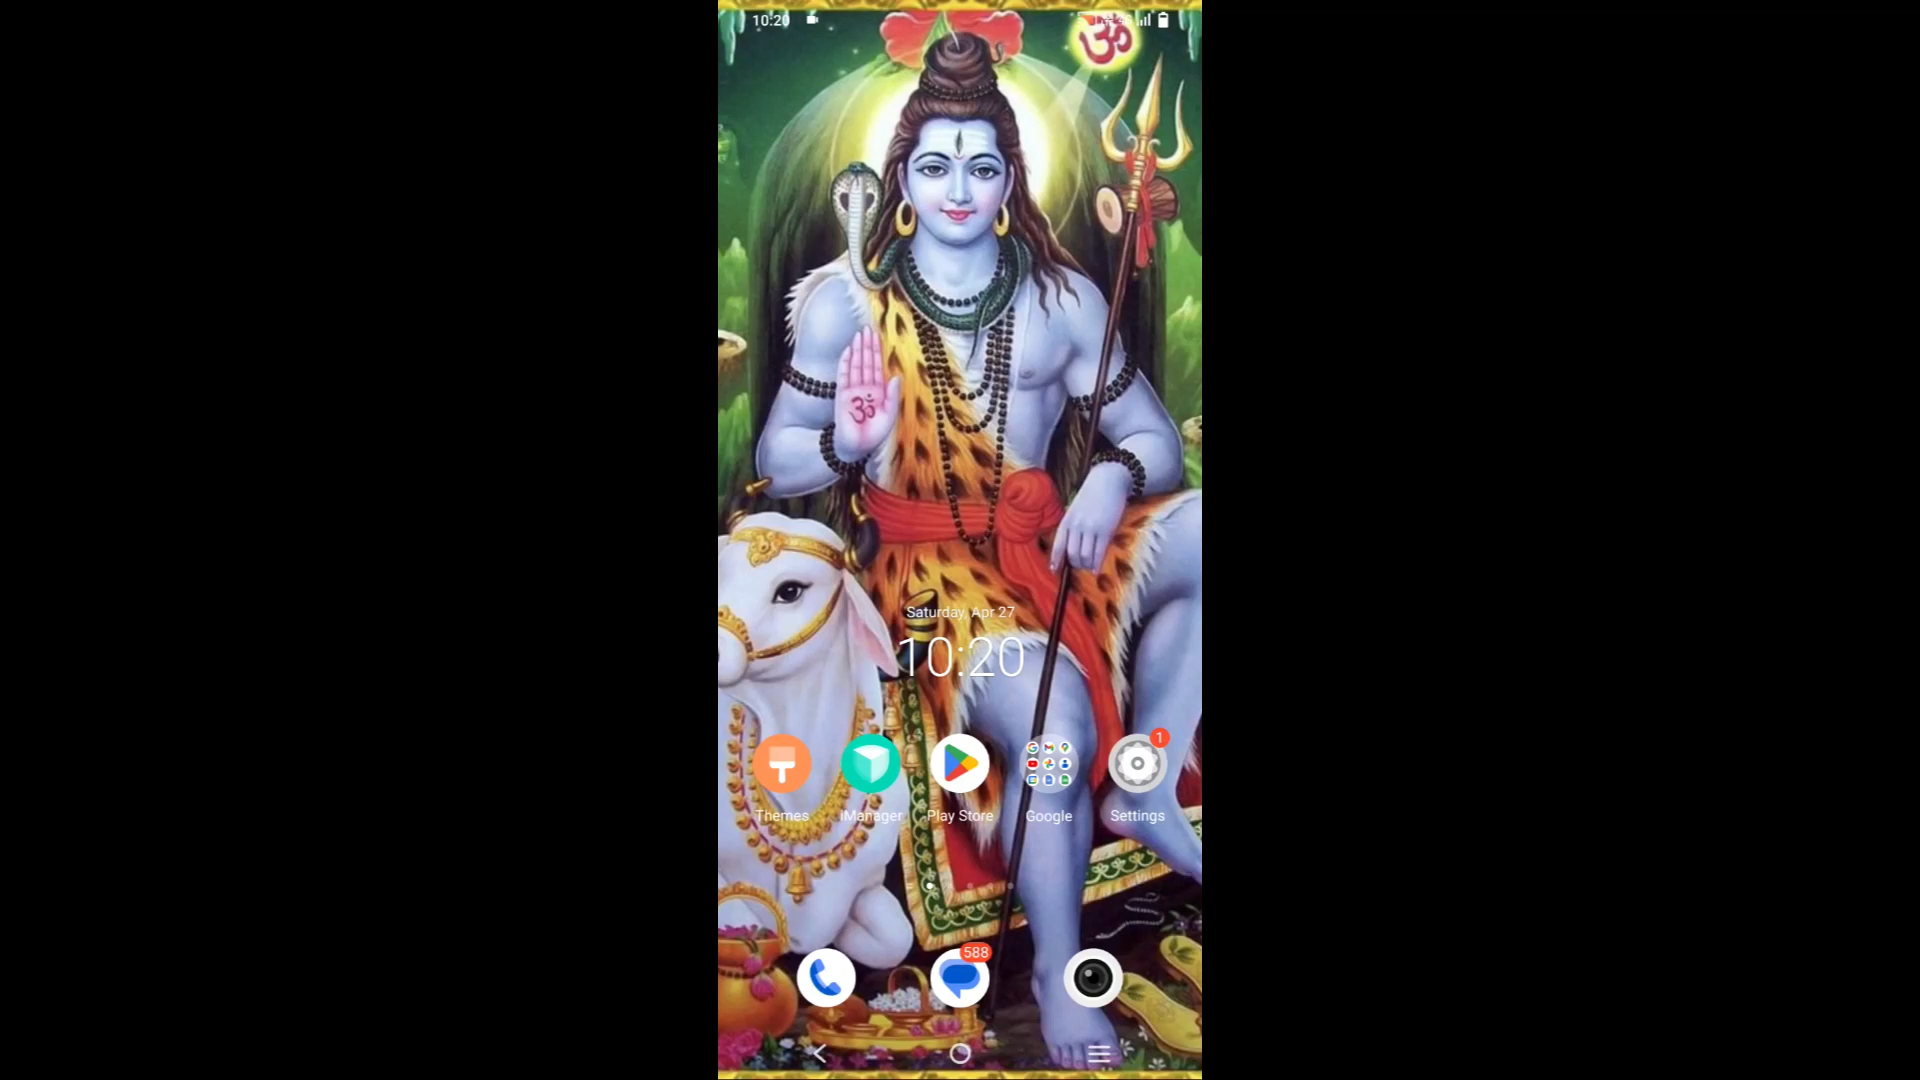 10:20
ॐ
ॐ
Saturday, Apr 27
10:20
1
Themes
iManager
Play Store
Google
Settings
588